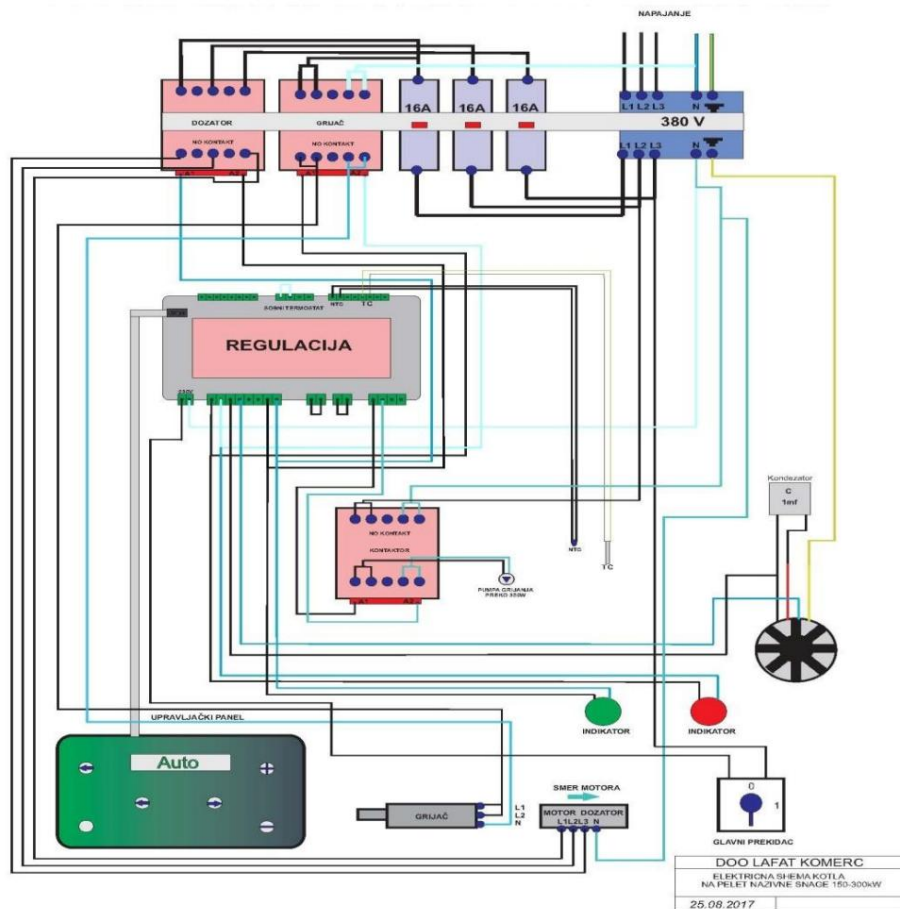 NAPAJANJE
L1 L2 L3 N
380 V
L1 L2 L3 N
16A 16A 16A
DOZATOR
NO KONTAKT
A1 A2
GRIJAČ
NO KONTAKT
A1 A2
SOBNI TERMOSTAT
NTC
TC
REGULACIJA
230V
Kondezator
C
1mf
NO KONTAKT
KONTAKTOR
A1 A2
PUMPA GRIJANJA
NTC
TC
INDIKATOR
INDIKATOR
UPRAVLJAČKI PANEL
Auto
GRIJAČ
L1
L2
N
SMER MOTORA
MOTOR DOZATOR
L1L2L3 N
0
1
GLAVNI PREKIDAC
DOO LAFAT KOMERC
ELEKTRICNA SHEMA KOTLA
NA PELET NAZIVNE SNAGE 150-300kW
25.08.2017